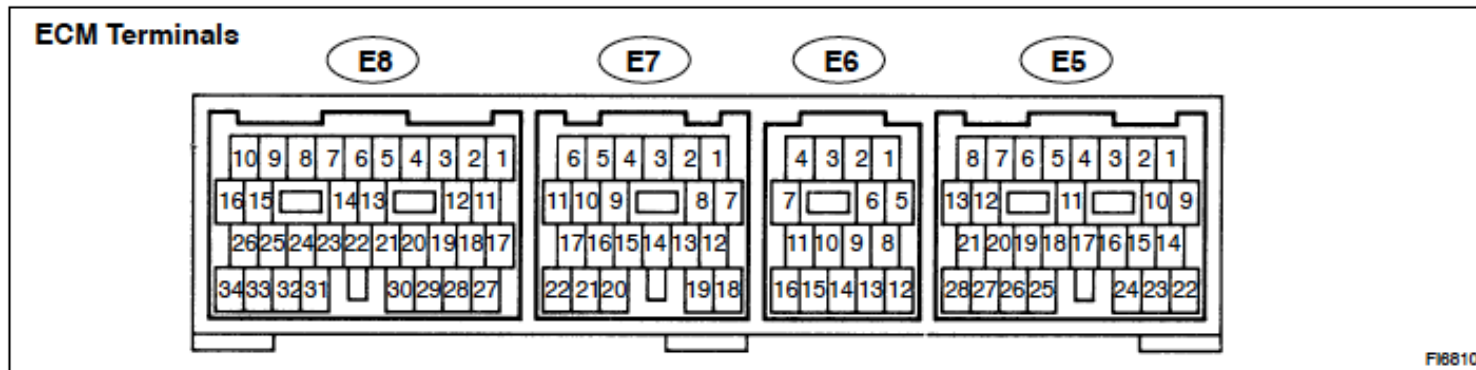 ECM Terminals
E8 E7 E6 E5
10 9 8 7 6 5 4 3 2 1 6 5 4 3 2 1 4 3 2 1 8 7 6 5 4 3 2 1
16 15 14 13 12 11 11 10 9 8 7 7 6 5 13 12 11 10 9
26 25 24 23 22 21 20 19 18 17 17 16 15 14 13 12 11 10 9 8 21 20 19 18 17 16 15 14
34 33 32 31 30 29 28 27 22 21 20 19 18 16 15 14 13 12 28 27 26 25 24 23 22
FI6810